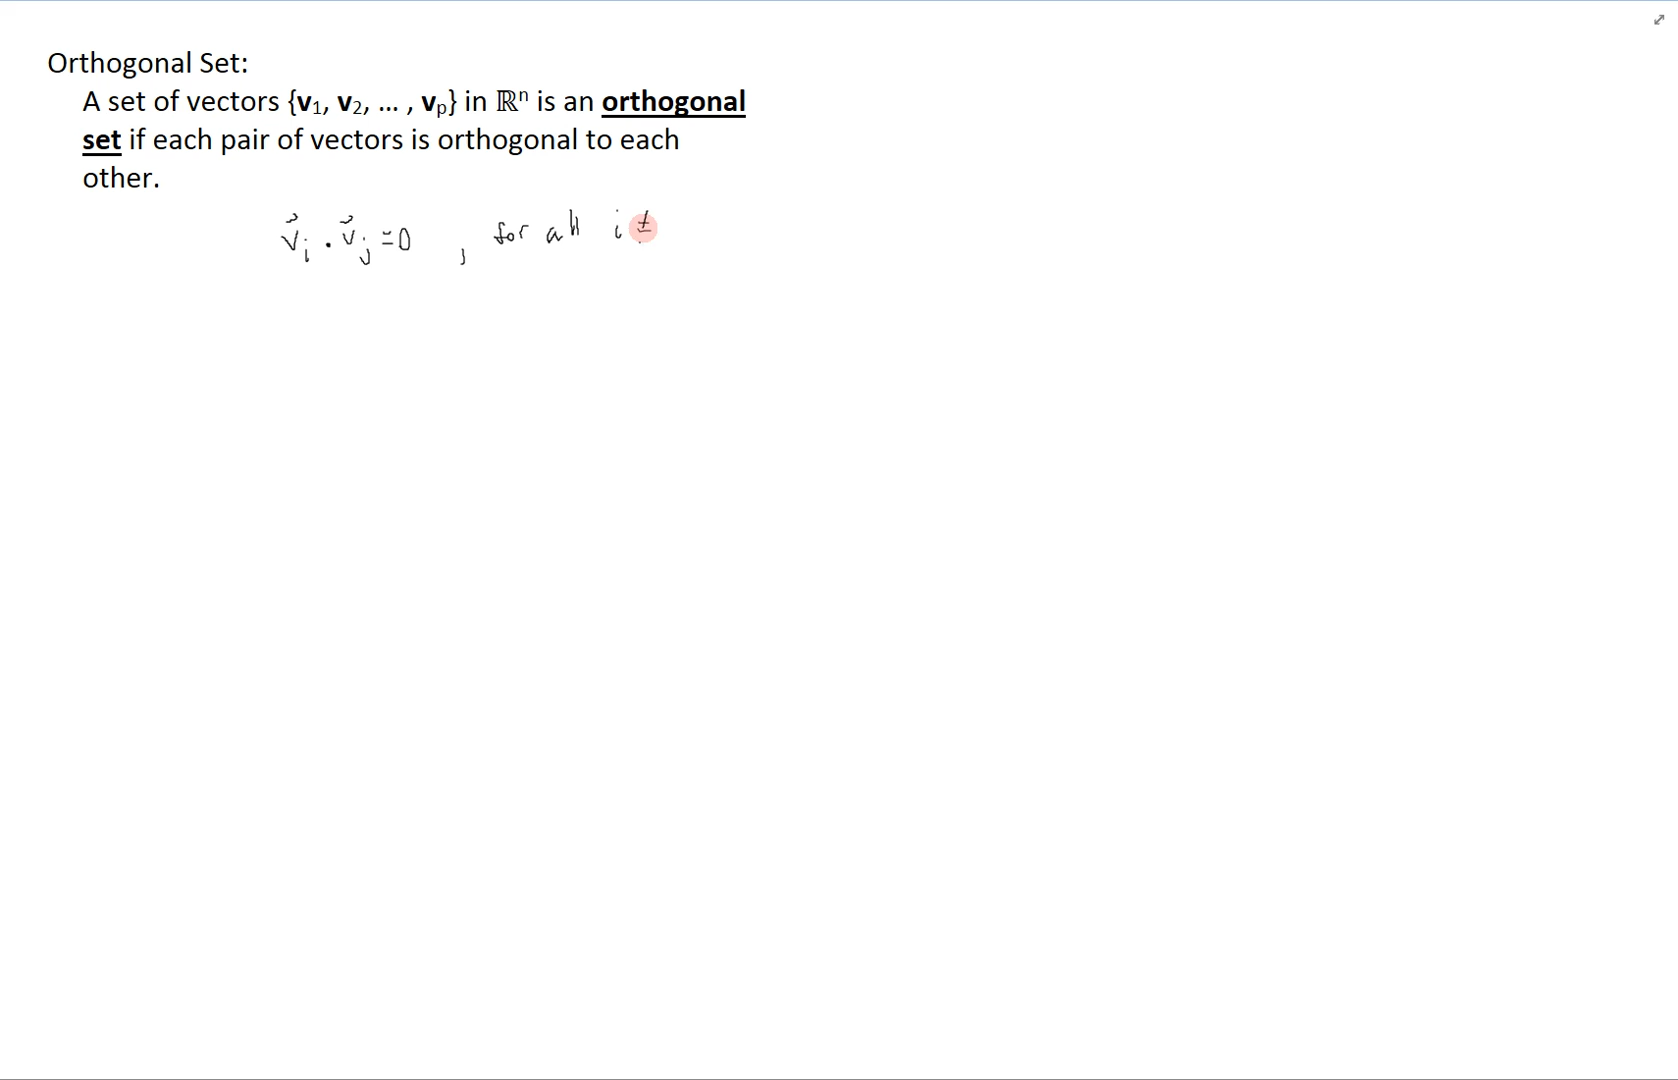 Orthogonal Set:
A set of vectors {v₁, v₂, … , vₚ} in ℝⁿ is an orthogonal
set if each pair of vectors is orthogonal to each
other.
v⃗ᵢ · v⃗ⱼ = 0 , for all i ≠